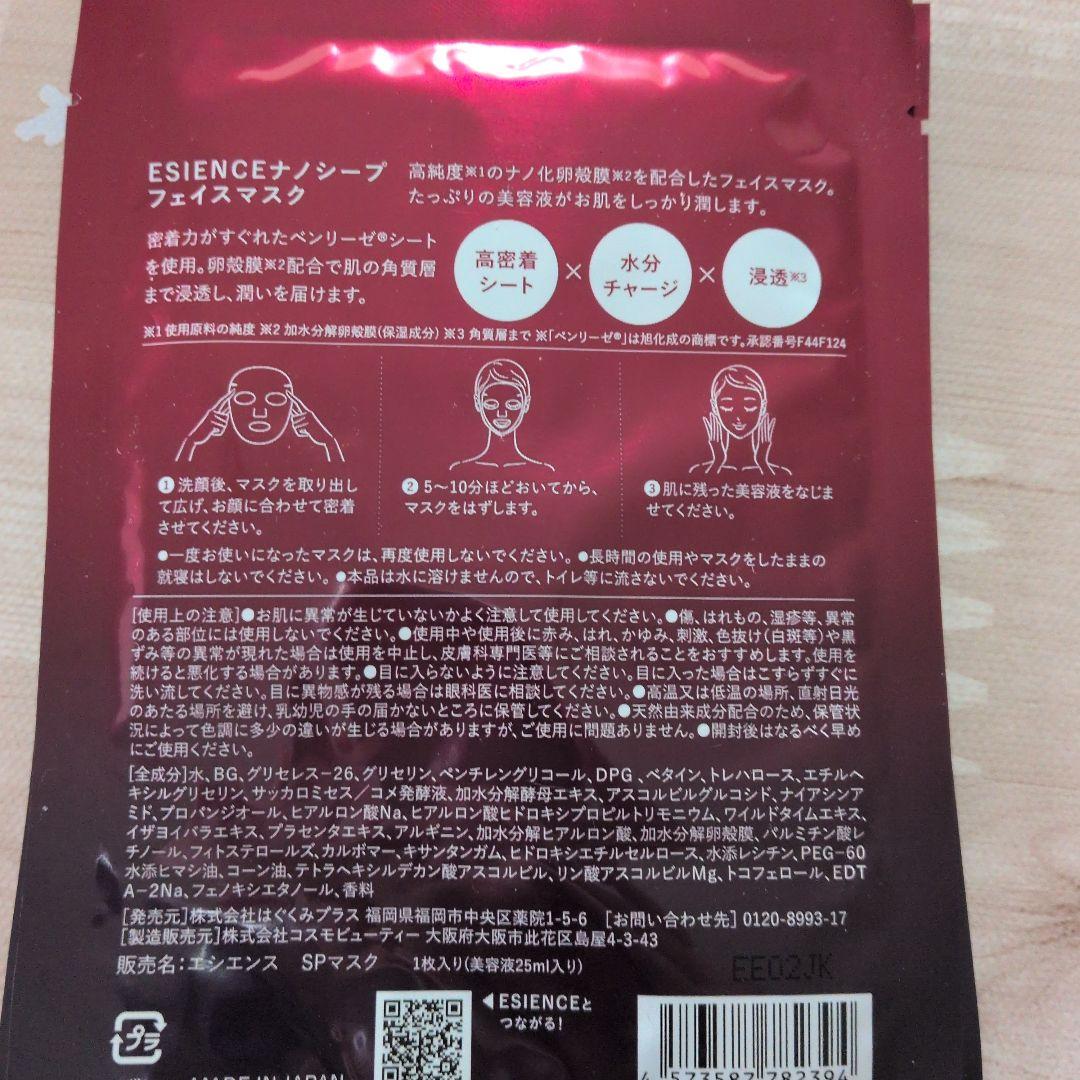 ESIENCEナノシープ
フェイスマスク
高純度※1のナノ化卵殻膜※2を配合したフェイスマスク。
たっぷりの美容液がお肌をしっかり潤します。
密着力がすぐれたベンリーゼ®シート
を使用。卵殻膜※2配合で肌の角質層
まで浸透し、潤いを届けます。
高密着
シート
×
水分
チャージ
×
浸透※3
※1 使用原料の純度 ※2 加水分解卵殻膜(保湿成分) ※3 角質層まで ※「ベンリーゼ®」は旭化成の商標です。承認番号F44F124
❶ 洗顔後、マスクを取り出し
て広げ、お顔に合わせて密着
させてください。
❷ 5〜10分ほどおいてから、
マスクをはずします。
❸ 肌に残った美容液をなじま
せてください。
●一度お使いになったマスクは、再度使用しないでください。●長時間の使用やマスクをしたままの
就寝はしないでください。●本品は水に溶けませんので、トイレ等に流さないでください。
[使用上の注意]●お肌に異常が生じていないかよく注意して使用してください。●傷、はれもの、湿疹等、異常
のある部位には使用しないでください。●使用中や使用後に赤み、はれ、かゆみ、刺激、色抜け(白斑等)や黒
ずみ等の異常が現れた場合は使用を中止し、皮膚科専門医等にご相談されることをおすすめします。使用を
続けると悪化する場合があります。●目に入らないように注意してください。目に入った場合はこすらずすぐに
洗い流してください。目に異物感が残る場合は眼科医に相談してください。●高温又は低温の場所、直射日光
のあたる場所を避け、乳幼児の手の届かないところに保管してください。●天然由来成分配合のため、保管状
況によって色調に多少の違いが生じる場合がありますが、ご使用に問題ありません。●開封後はなるべく早め
にご使用ください。
[全成分]水、BG、グリセレス-26、グリセリン、ペンチレングリコール、DPG、ベタイン、トレハロース、エチルヘ
キシルグリセリン、サッカロミセス/コメ発酵液、加水分解酵母エキス、アスコルビルグルコシド、ナイアシンア
ミド、プロパンジオール、ヒアルロン酸Na、ヒアルロン酸ヒドロキシプロピルトリモニウム、ワイルドタイムエキス、
イザヨイバラエキス、プラセンタエキス、アルギニン、加水分解ヒアルロン酸、加水分解卵殻膜、パルミチン酸レ
チノール、フィトステロールズ、カルボマー、キサンタンガム、ヒドロキシエチルセルロース、水添レシチン、PEG-60
水添ヒマシ油、コーン油、テトラヘキシルデカン酸アスコルビル、リン酸アスコルビルMg、トコフェロール、EDT
A-2Na、フェノキシエタノール、香料
[発売元]株式会社はぐくみプラス 福岡県福岡市中央区薬院1-5-6 [お問い合わせ先] 0120-8993-17
[製造販売元]株式会社コスモビューティー 大阪府大阪市此花区島屋4-3-43
販売名：エシエンス SPマスク 1枚入り(美容液25ml入り)
EE02JK
◀ESIENCEと
つながる!
プラ
MADE IN JAPAN
4 573587 782394